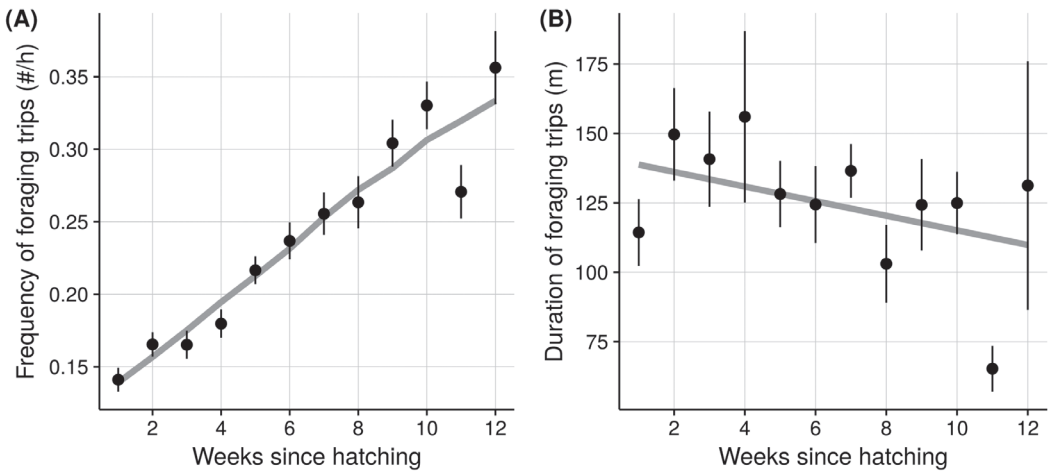 (A)
Frequency of foraging trips (#/h)
0.35
0.30
0.25
0.20
0.15
2 4 6 8 10 12
Weeks since hatching
(B)
Duration of foraging trips (m)
175
150
125
100
75
2 4 6 8 10 12
Weeks since hatching